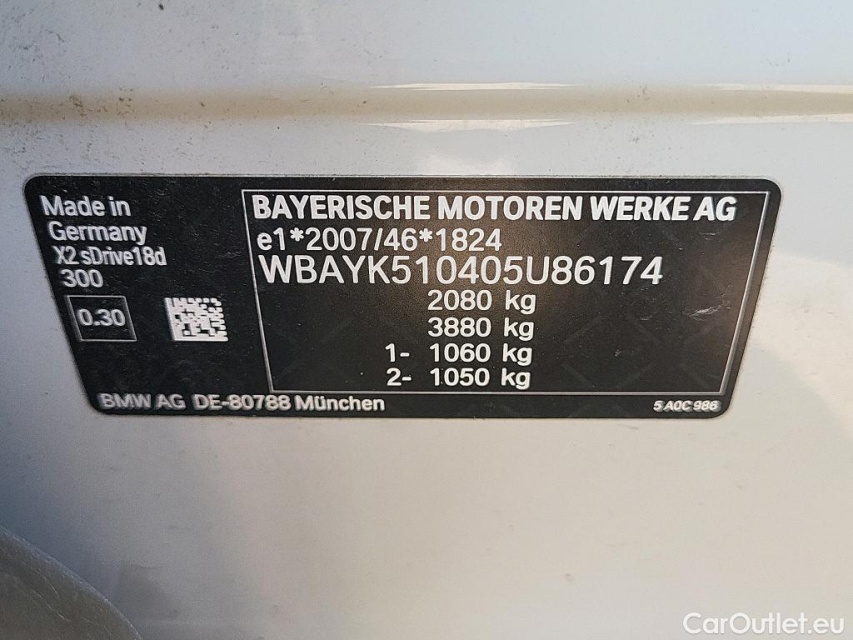 Made in
Germany
X2 sDrive18d
300
0.30
BAYERISCHE MOTOREN WERKE AG
e1*2007/46*1824
WBAYK510405U86174
2080 kg
3880 kg
1- 1060 kg
2- 1050 kg
BMW AG DE-80788 München
5 A0C 986
CarOutlet.eu